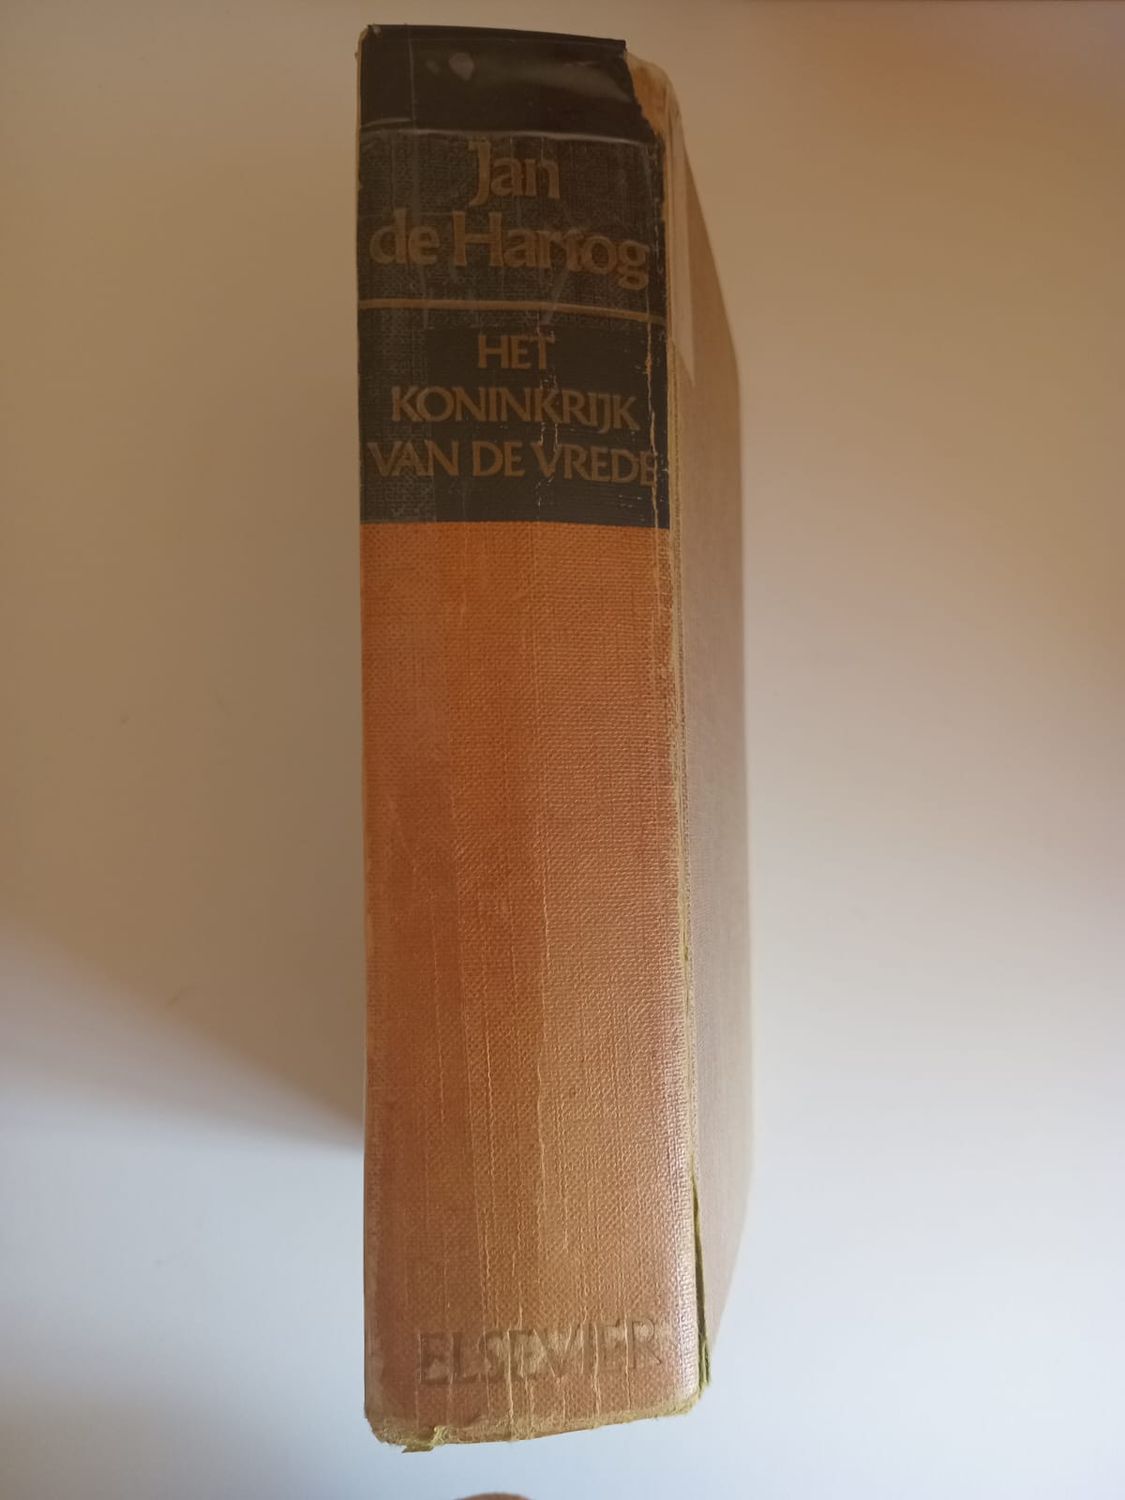 Jan
de Hartog
HET
KONINKRIJK
VAN DE VREDE
ELSEVIER